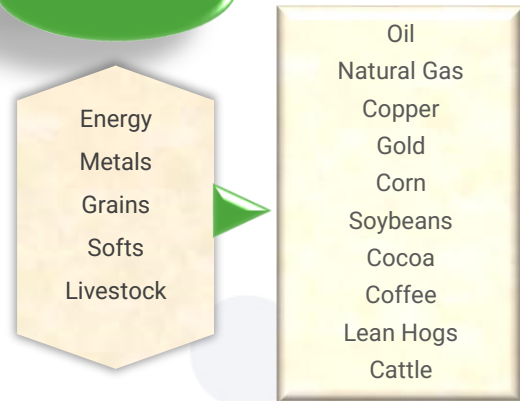 Energy
Metals
Grains
Softs
Livestock
Oil
Natural Gas
Copper
Gold
Corn
Soybeans
Cocoa
Coffee
Lean Hogs
Cattle